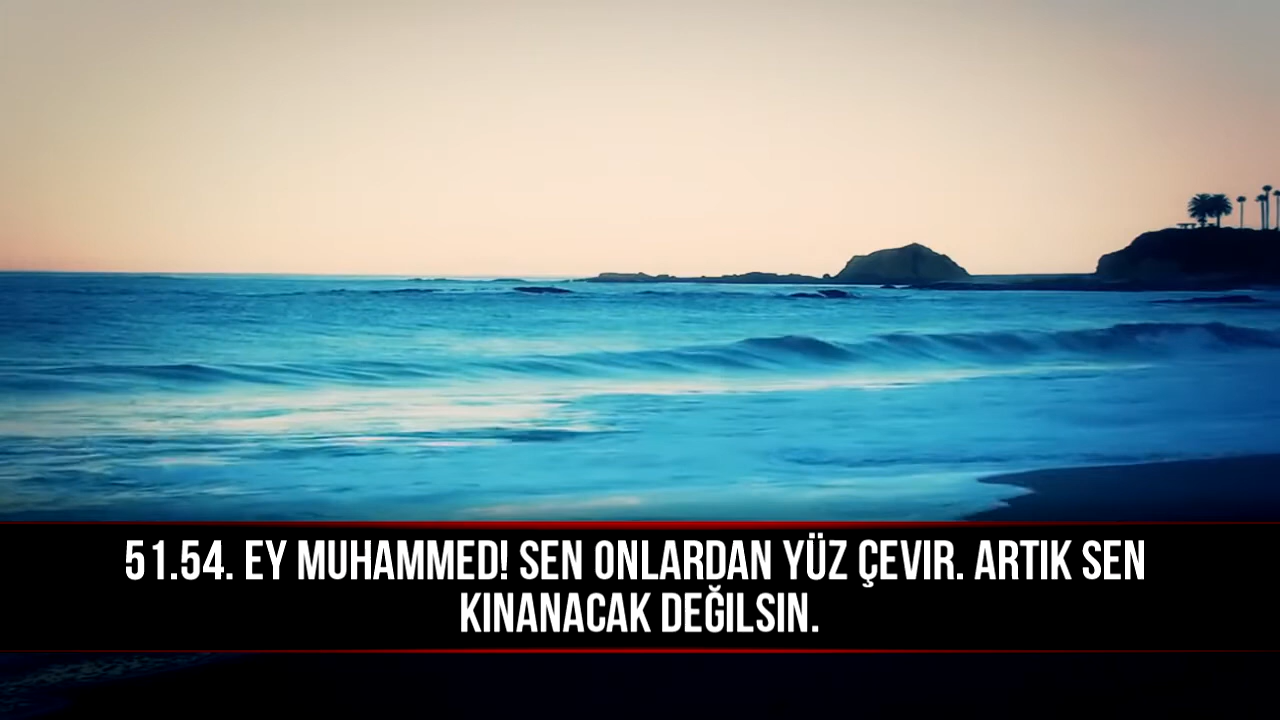 51.54. EY MUHAMMED! SEN ONLARDAN YÜZ ÇEVIR. ARTIK SEN
KINANACAK DEĞILSIN.